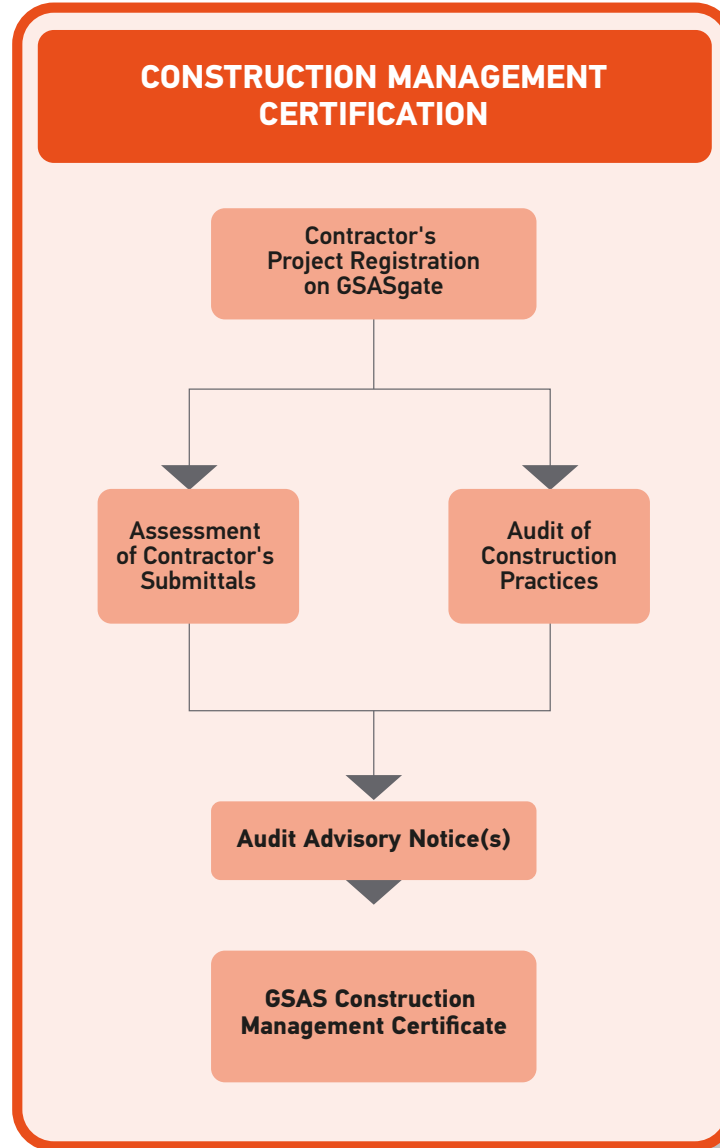 CONSTRUCTION MANAGEMENT
CERTIFICATION
Contractor's
Project Registration
on GSASgate
Assessment
of Contractor's
Submittals
Audit of
Construction
Practices
Audit Advisory Notice(s)
GSAS Construction
Management Certificate